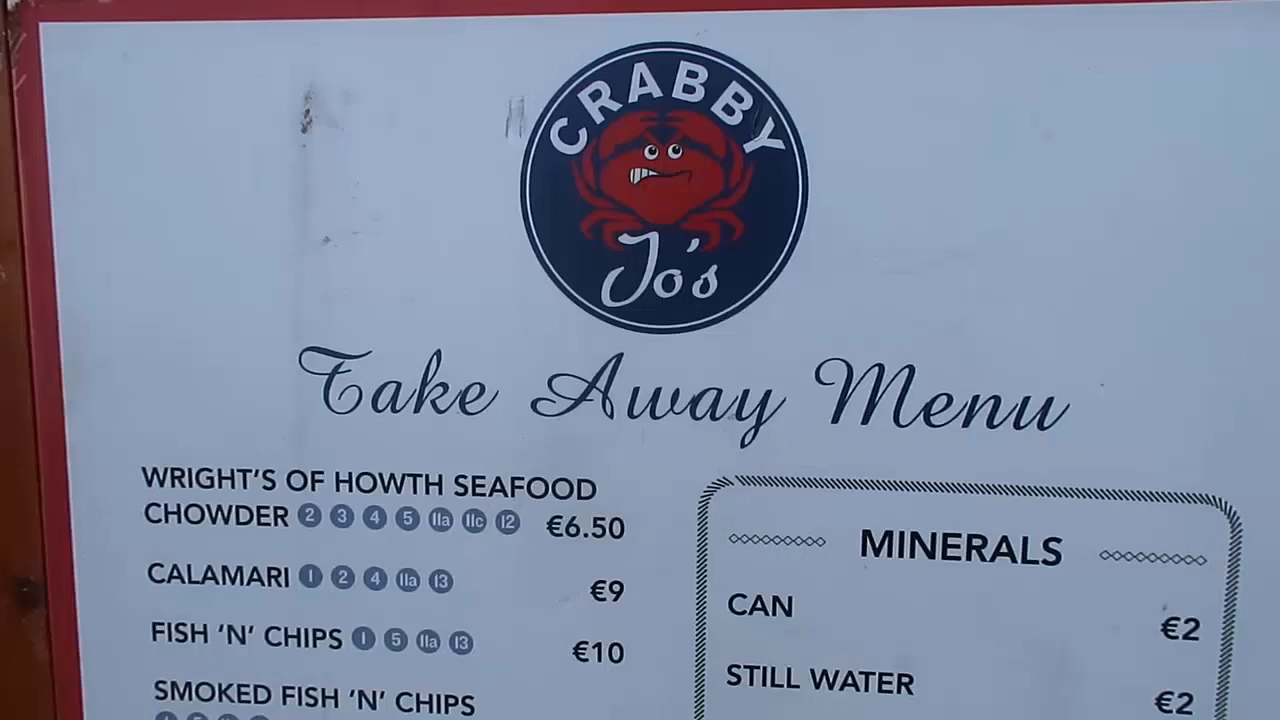 CRABBY
Jo's
Take Away Menu
WRIGHT'S OF HOWTH SEAFOOD
CHOWDER 2 3 4 5 11a 11c 12 €6.50
CALAMARI 1 2 4 11a 13 €9
FISH 'N' CHIPS 1 5 11a 13 €10
SMOKED FISH 'N' CHIPS
MINERALS
CAN €2
STILL WATER €2